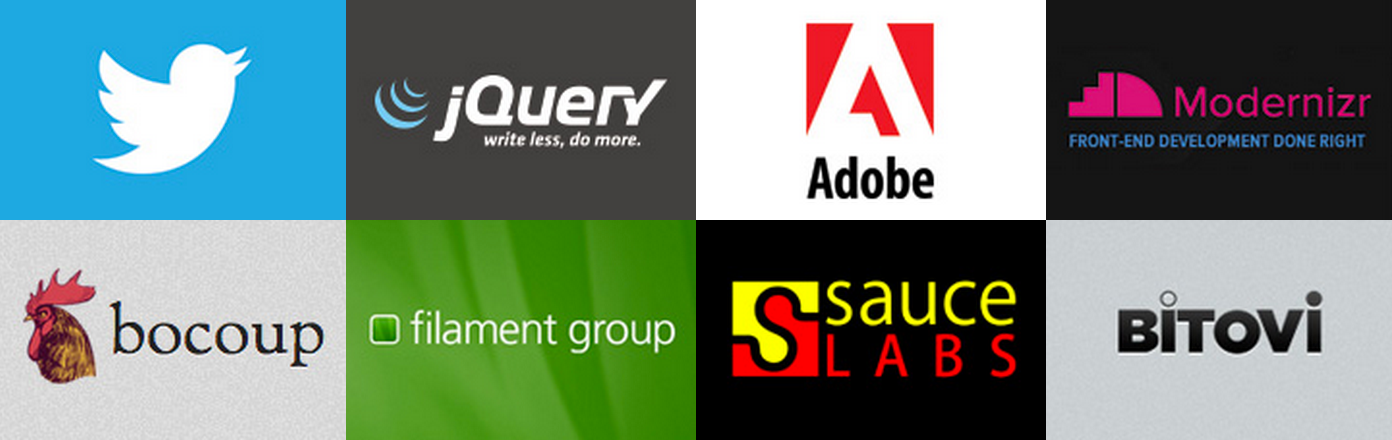 jQuery
write less, do more.
Adobe
Modernizr
FRONT-END DEVELOPMENT DONE RIGHT
bocoup
filament group
sauce
LABS
BiTOVi